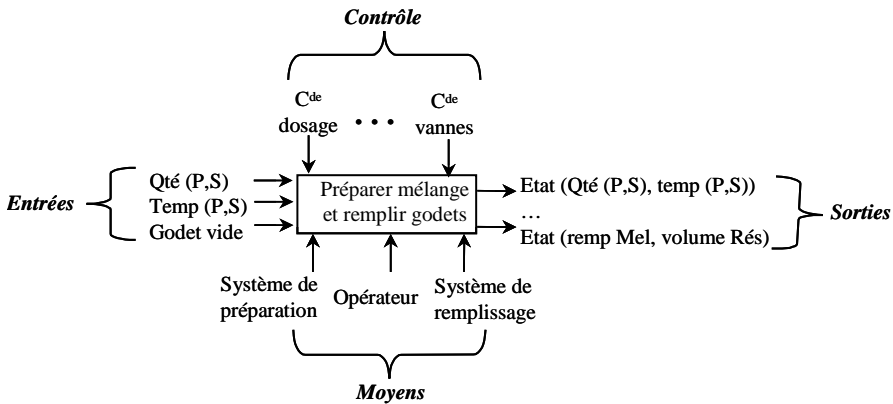 Contrôle
Cde Cde
dosage • • • vannes
Qté (P,S)
Temp (P,S)
Godet vide
Entrées
Préparer mélange
et remplir godets
Etat (Qté (P,S), temp (P,S))
…
Etat (remp Mel, volume Rés)
Sorties
Système de
préparation
Opérateur
Système de
remplissage
Moyens